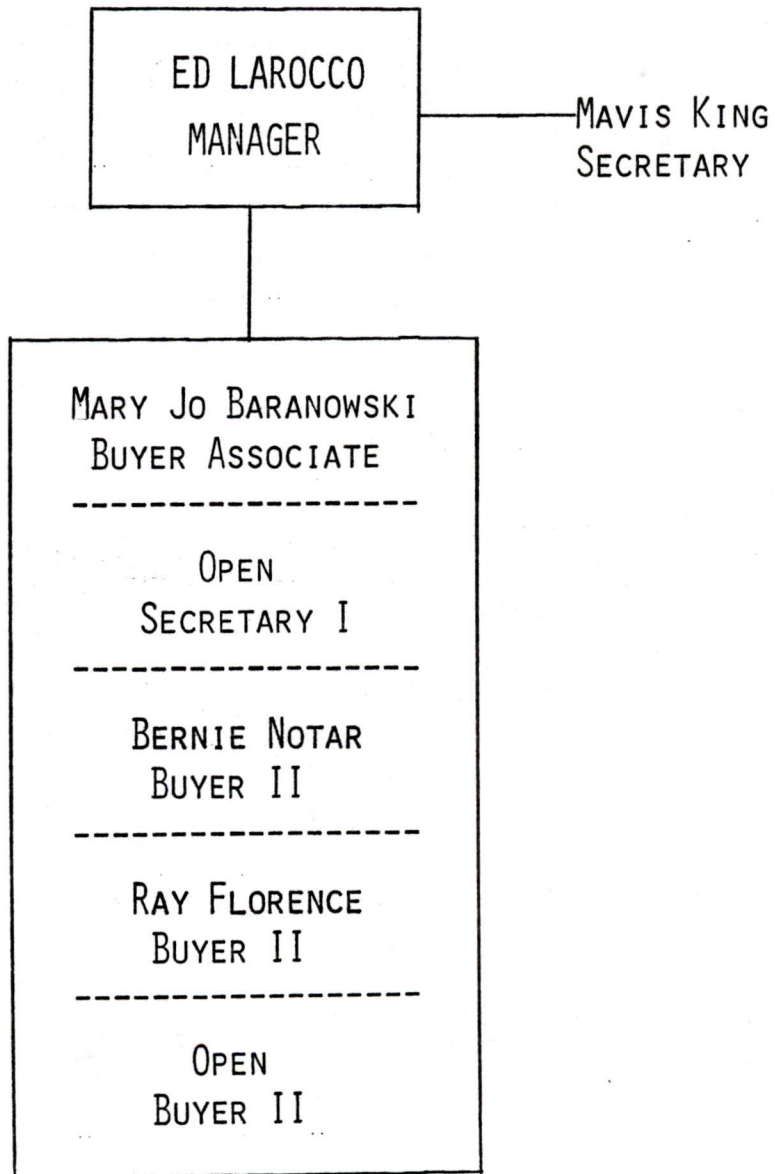 ED LAROCCO
MANAGER
MAVIS KING
SECRETARY
MARY JO BARANOWSKI
BUYER ASSOCIATE
OPEN
SECRETARY I
BERNIE NOTAR
BUYER II
RAY FLORENCE
BUYER II
OPEN
BUYER II